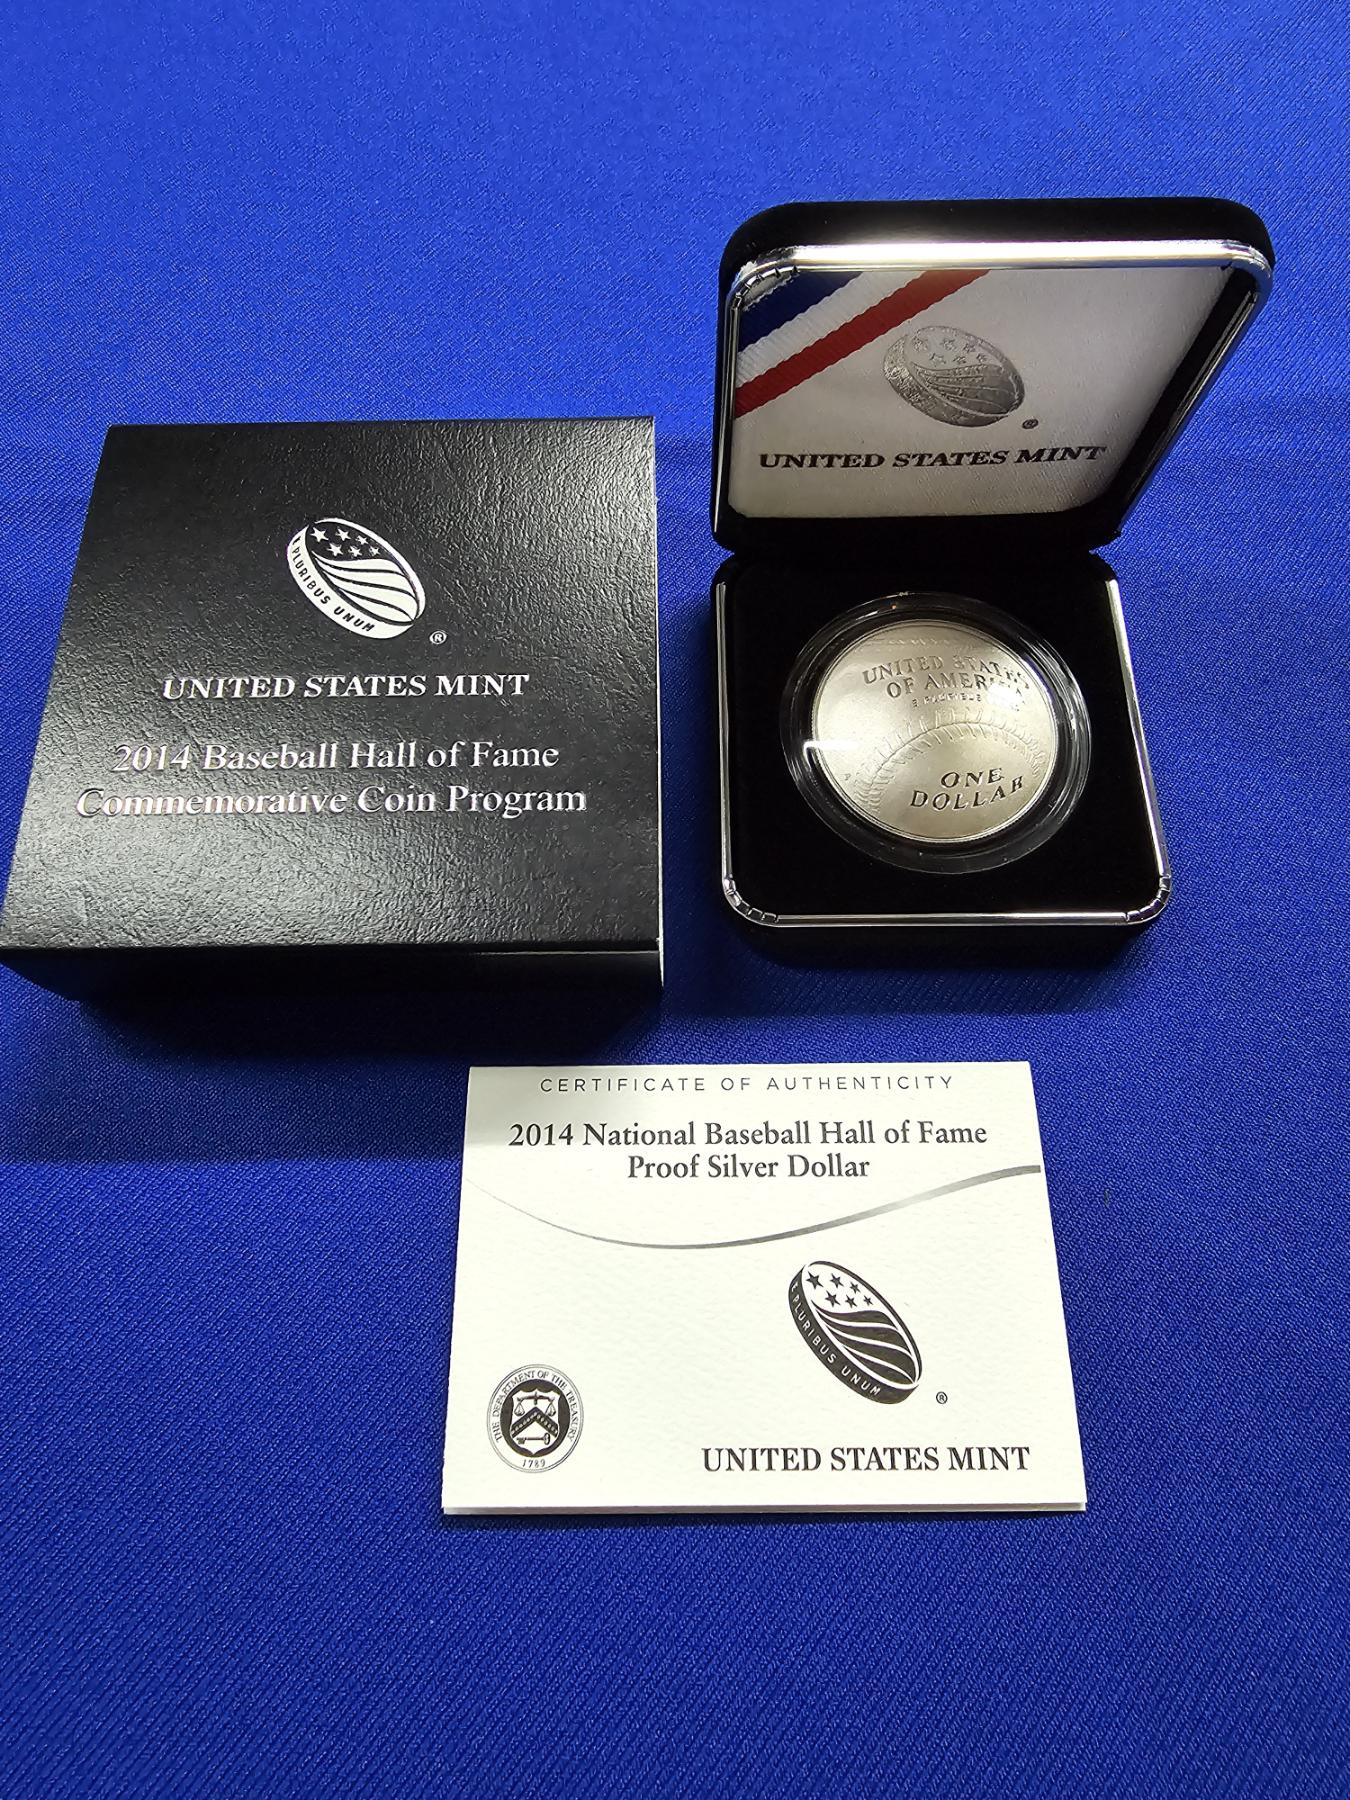 E PLURIBUS UNUM
®
UNITED STATES MINT
2014 Baseball Hall of Fame
Commemorative Coin Program
®
UNITED STATES MINT
UNITED STATES
OF AMERICA
E PLURIBUS
P
ONE
DOLLAR
CERTIFICATE OF AUTHENTICITY
2014 National Baseball Hall of Fame
Proof Silver Dollar
E PLURIBUS UNUM
®
THE DEPARTMENT OF THE TREASURY
1789
UNITED STATES MINT